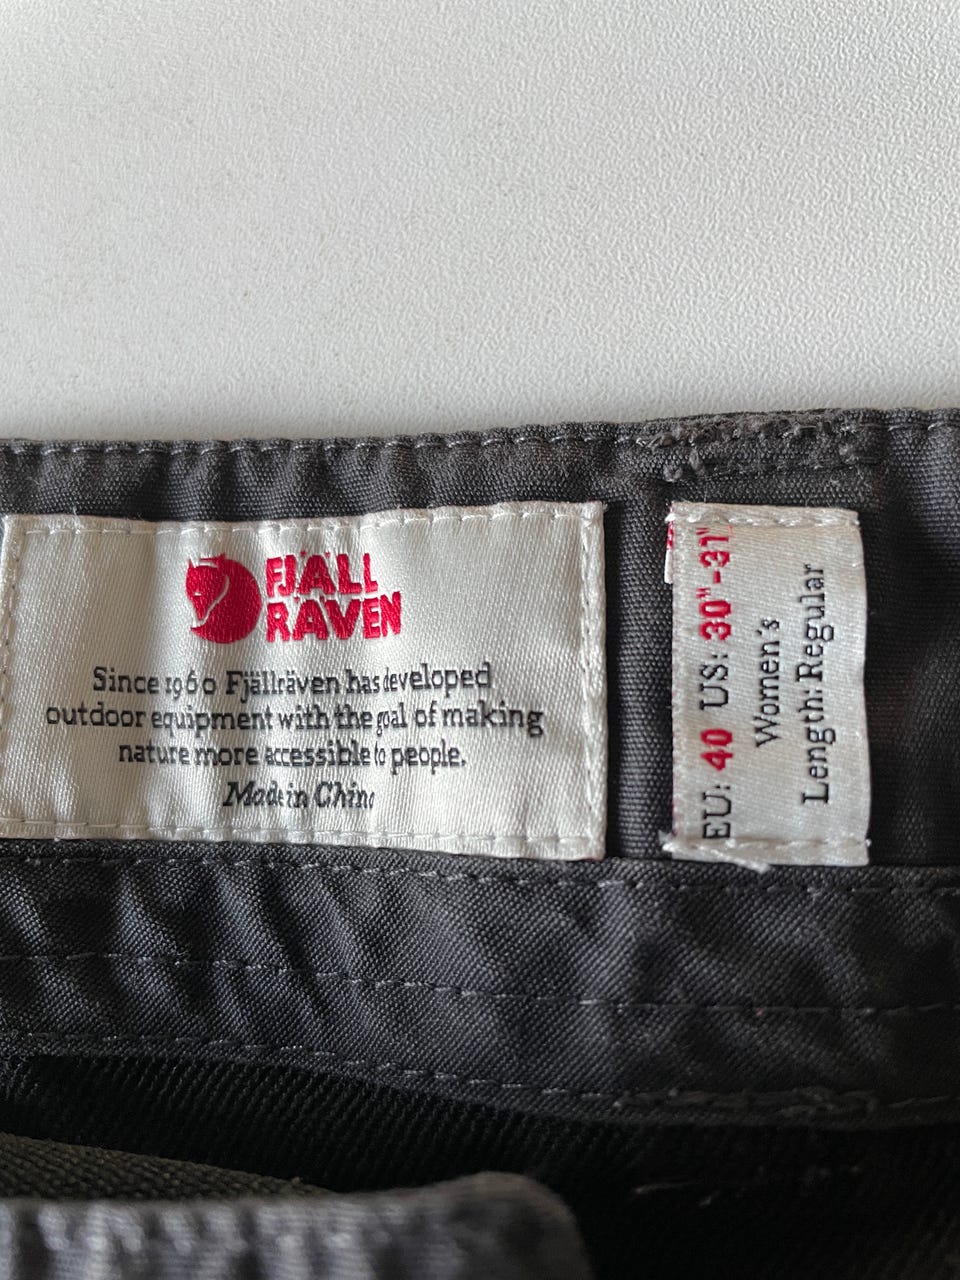 FJÄLL
RÄVEN
Since 1960 Fjällräven has developed
outdoor equipment with the goal of making
nature more accessible to people.
Made in China
EU: 40 US: 30"-31"
Women's
Length: Regular